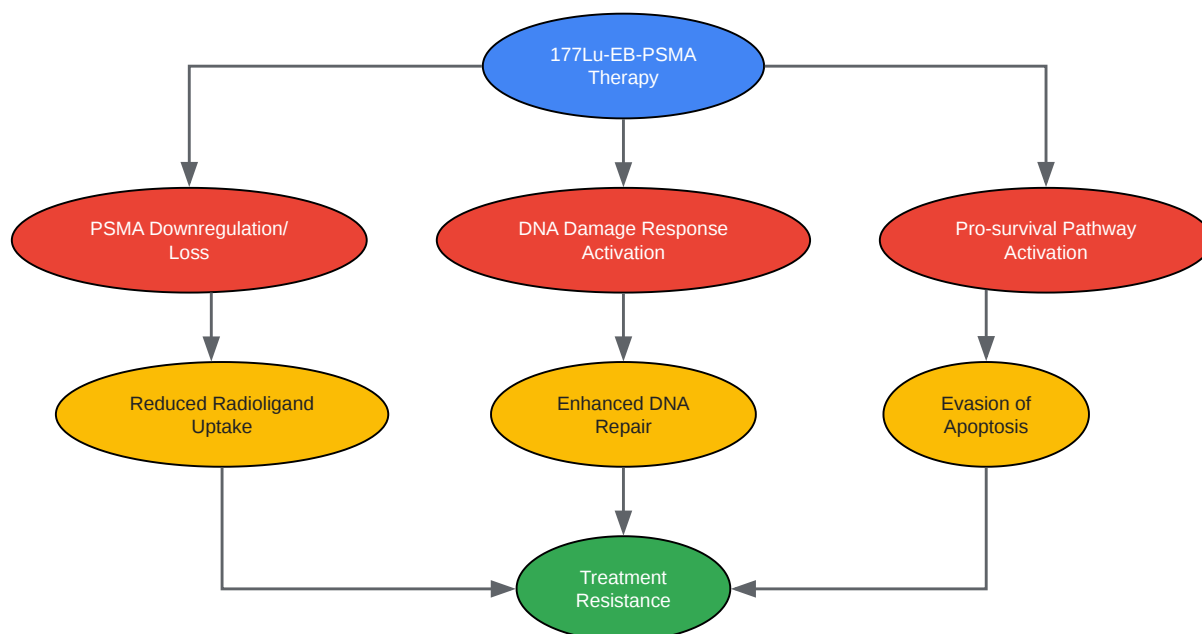 177Lu-EB-PSMA
Therapy
PSMA Downregulation/
Loss
DNA Damage Response
Activation
Pro-survival Pathway
Activation
Reduced Radioligand
Uptake
Enhanced DNA
Repair
Evasion of
Apoptosis
Treatment
Resistance